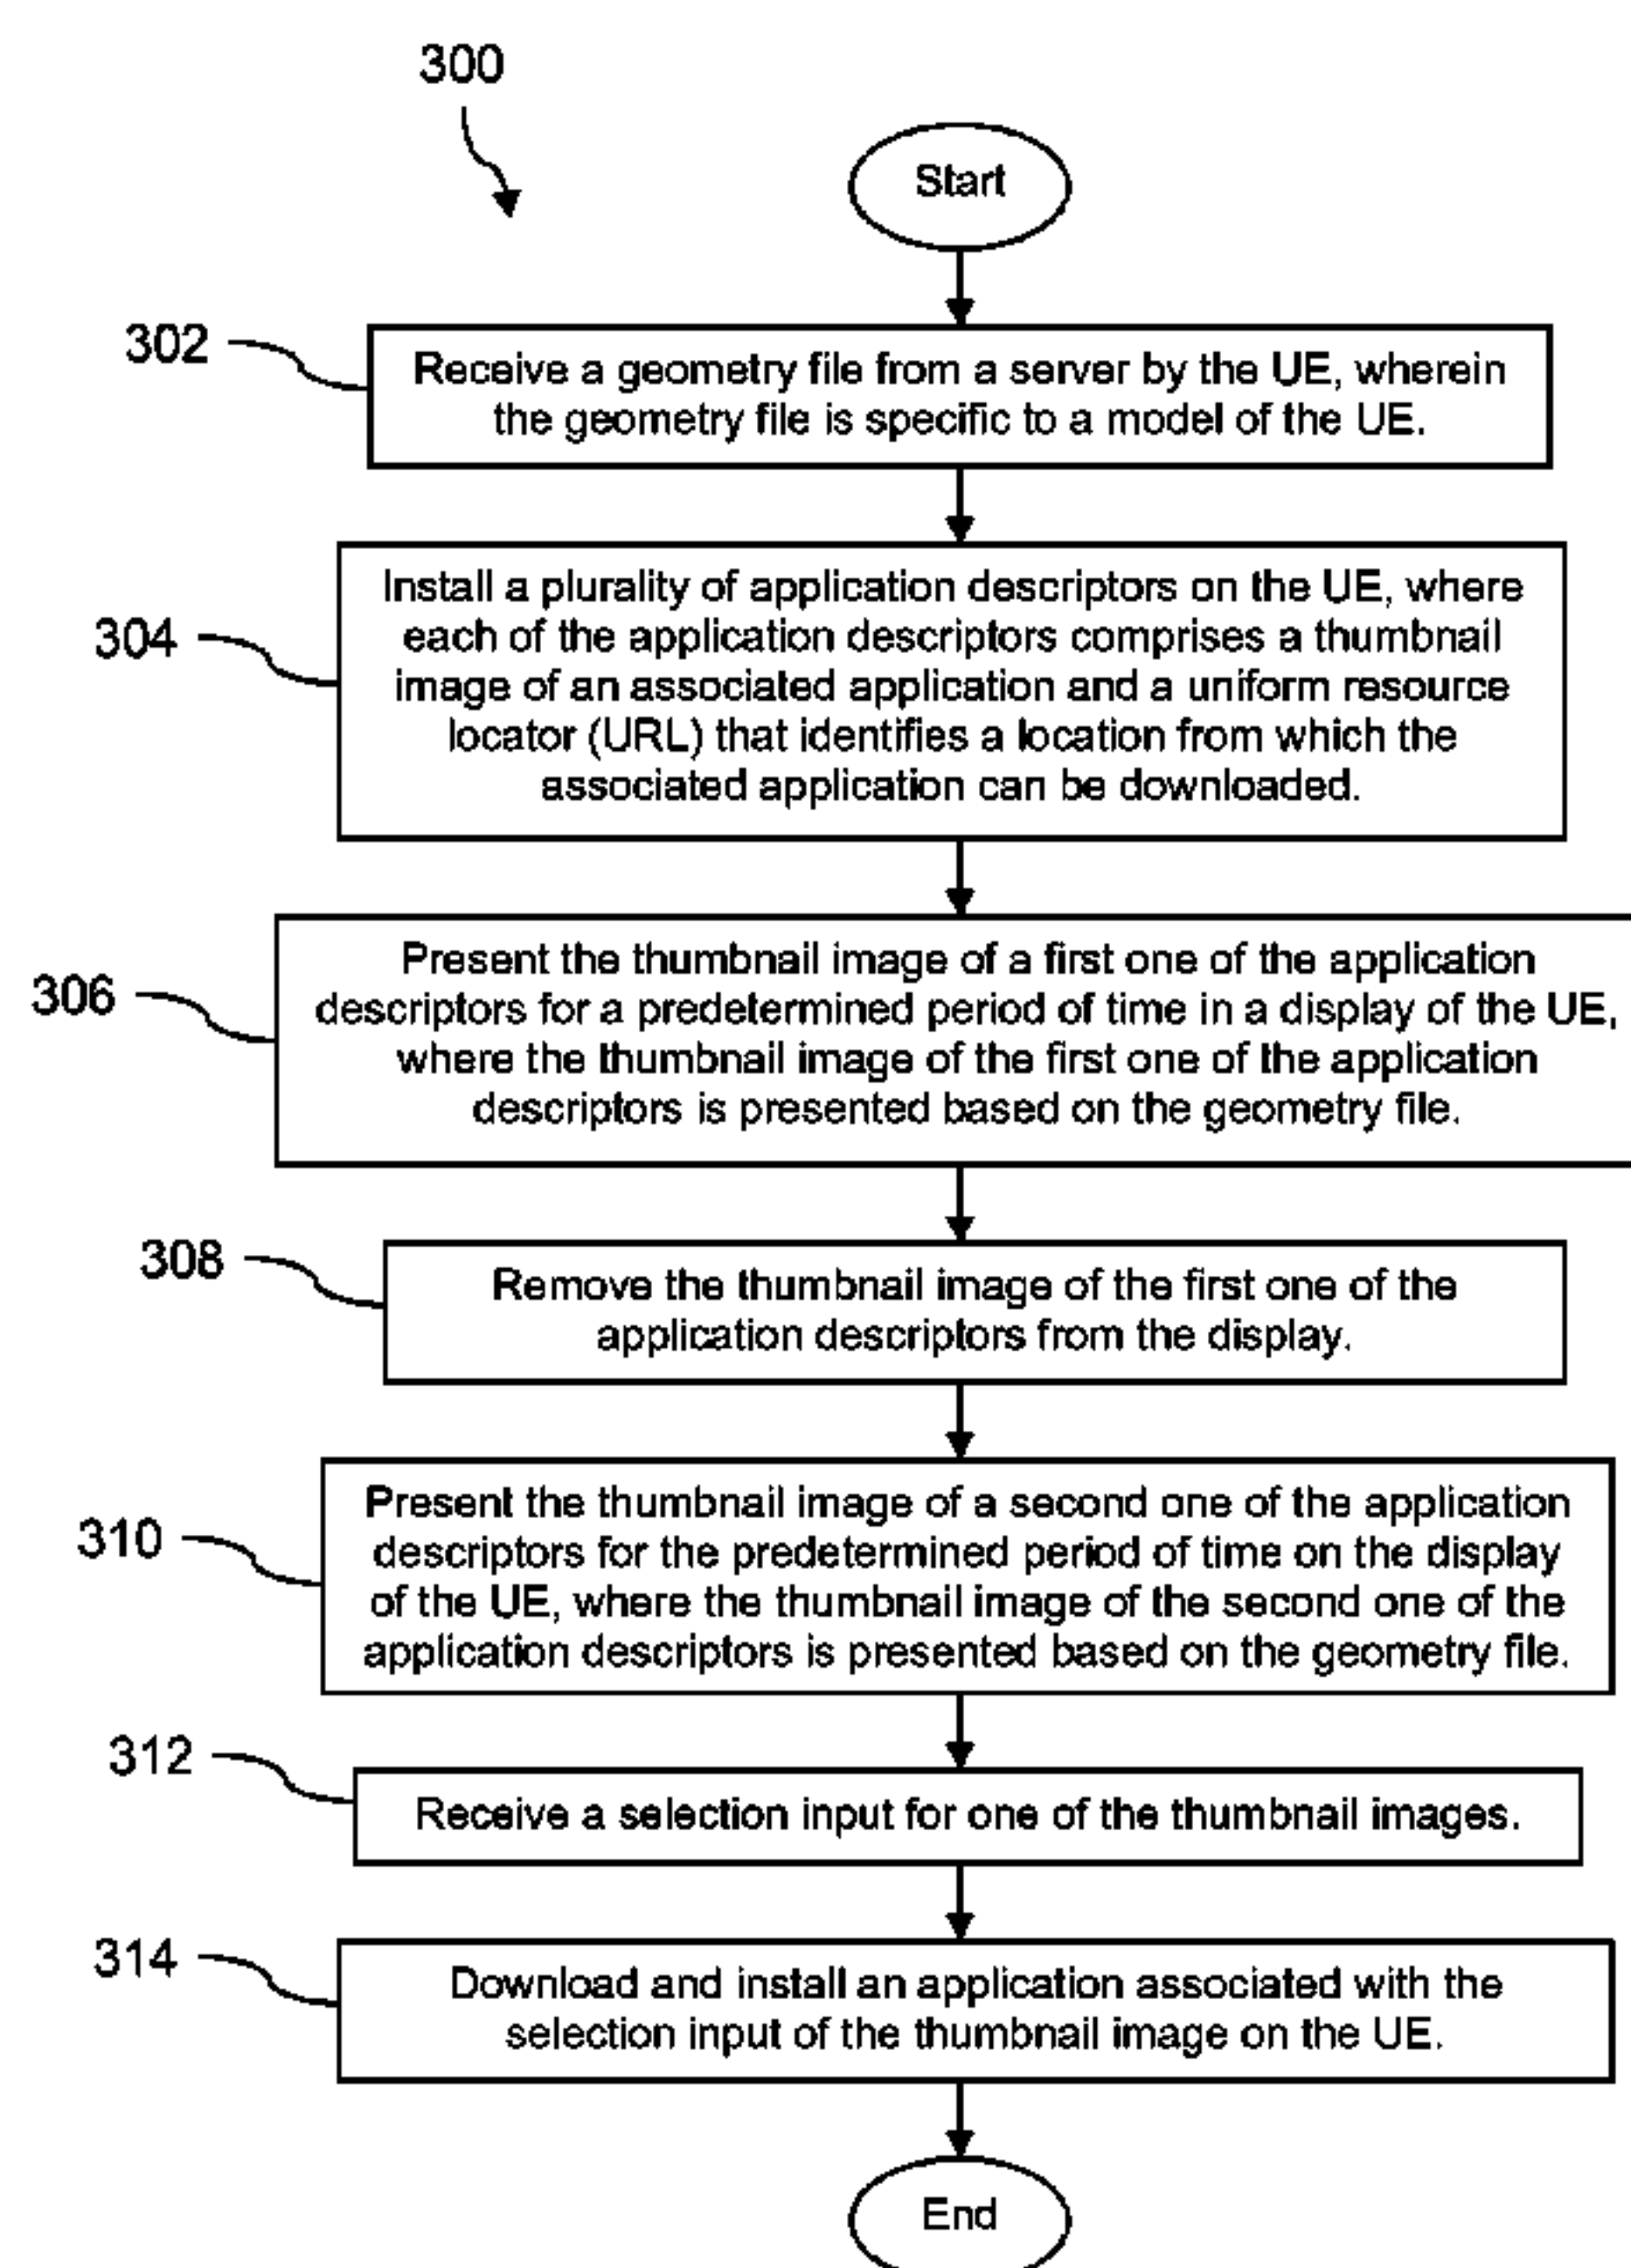 300
Start
302
Receive a geometry file from a server by the UE, wherein
the geometry file is specific to a model of the UE.
304
Install a plurality of application descriptors on the UE, where
each of the application descriptors comprises a thumbnail
image of an associated application and a uniform resource
locator (URL) that identifies a location from which the
associated application can be downloaded.
306
Present the thumbnail image of a first one of the application
descriptors for a predetermined period of time in a display of the UE,
where the thumbnail image of the first one of the application
descriptors is presented based on the geometry file.
308
Remove the thumbnail image of the first one of the
application descriptors from the display.
310
Present the thumbnail image of a second one of the application
descriptors for the predetermined period of time on the display
of the UE, where the thumbnail image of the second one of the
application descriptors is presented based on the geometry file.
312
Receive a selection input for one of the thumbnail images.
314
Download and install an application associated with the
selection input of the thumbnail image on the UE.
End